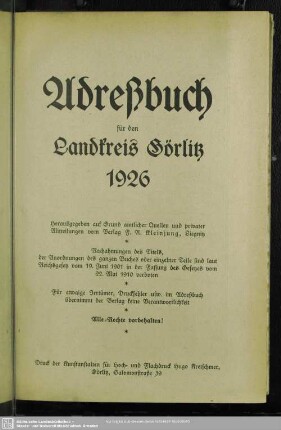 Adreßbuch
für den
Landkreis Görlitz
1926
Herausgegeben auf Grund amtlicher Quellen und privater
Mitteilungen vom Verlag F. A. Kleinjung, Liegnitz
*
Nachahmungen des Titels,
der Anordnungen des ganzen Buches oder einzelner Teile sind laut
Reichsgesetz vom 19. Juni 1901 in der Fassung des Gesetzes vom
22. Mai 1910 verboten
*
Für etwaige Irrtümer, Druckfehler usw. im Adreßbuch
übernimmt der Verlag keine Verantwortlichkeit
*
Alle Rechte vorbehalten!
*
Druck der Kunstanstalten für Hoch- und Flachdruck Hugo Kretschmer,
Görlitz, Salomonstraße 39